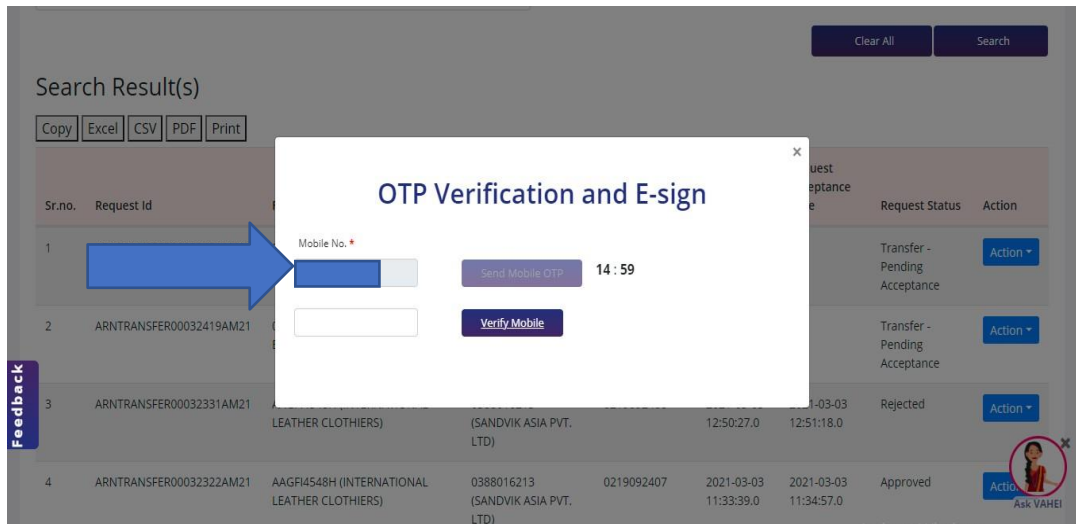 Clear All Search
Search Result(s)
Copy Excel CSV PDF Print
×
OTP Verification and E-sign
Sr.no. Request Id Request Status Action
Mobile No. *
Send Mobile OTP 14 : 59
Verify Mobile
1 Transfer -
Pending
Acceptance Action
2 ARNTRANSFER00032419AM21 Transfer -
Pending
Acceptance Action
Feedback
3 ARNTRANSFER00032331AM21 Rejected Action
LEATHER CLOTHIERS) (SANDVIK ASIA PVT. 12:50:27.0 12:51:18.0
LTD)
×
4 ARNTRANSFER00032322AM21 AAGFI4548H (INTERNATIONAL 0388016213 0219092407 2021-03-03 2021-03-03 Approved
LEATHER CLOTHIERS) (SANDVIK ASIA PVT. 11:33:39.0 11:34:57.0
LTD)
Ask VAHEI